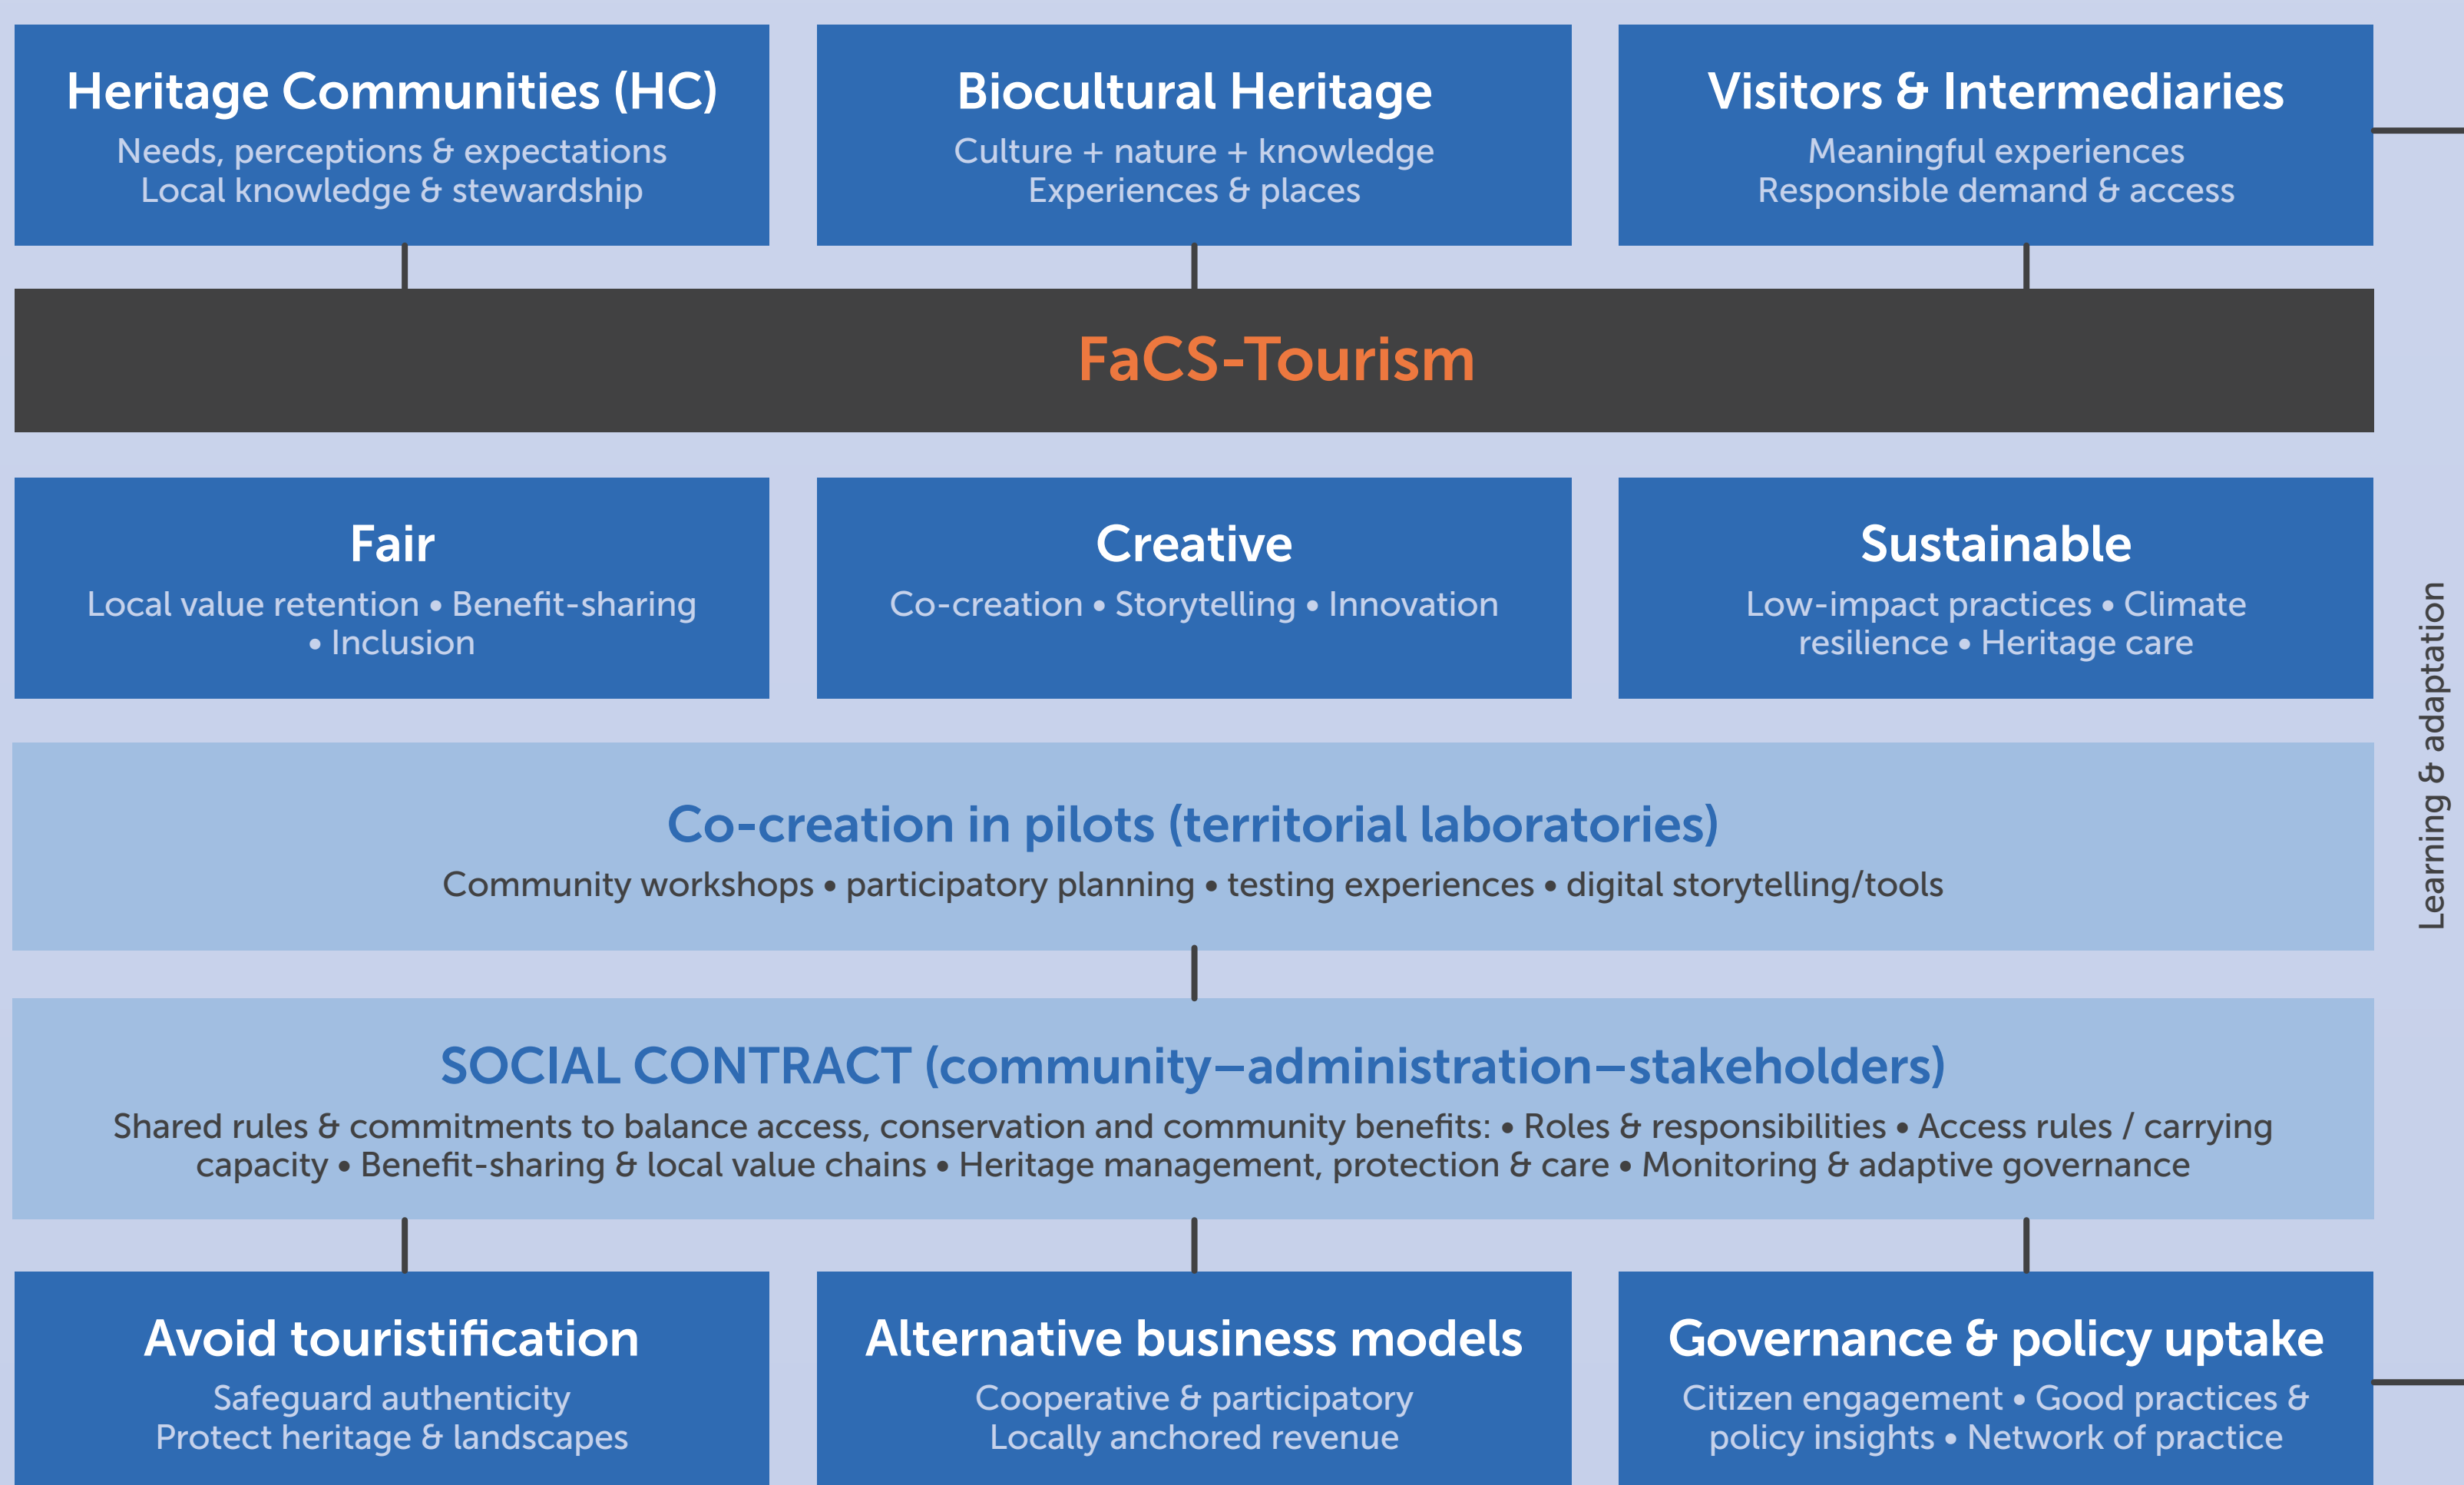 Heritage Communities (HC)
Needs, perceptions & expectations
Local knowledge & stewardship
Biocultural Heritage
Culture + nature + knowledge
Experiences & places
Visitors & Intermediaries
Meaningful experiences
Responsible demand & access
FaCS-Tourism
Fair
Local value retention • Benefit-sharing
• Inclusion
Creative
Co-creation • Storytelling • Innovation
Sustainable
Low-impact practices • Climate
resilience • Heritage care
Learning & adaptation
Co-creation in pilots (territorial laboratories)
Community workshops • participatory planning • testing experiences • digital storytelling/tools
SOCIAL CONTRACT (community–administration–stakeholders)
Shared rules & commitments to balance access, conservation and community benefits: • Roles & responsibilities • Access rules / carrying
capacity • Benefit-sharing & local value chains • Heritage management, protection & care • Monitoring & adaptive governance
Avoid touristification
Safeguard authenticity
Protect heritage & landscapes
Alternative business models
Cooperative & participatory
Locally anchored revenue
Governance & policy uptake
Citizen engagement • Good practices &
policy insights • Network of practice